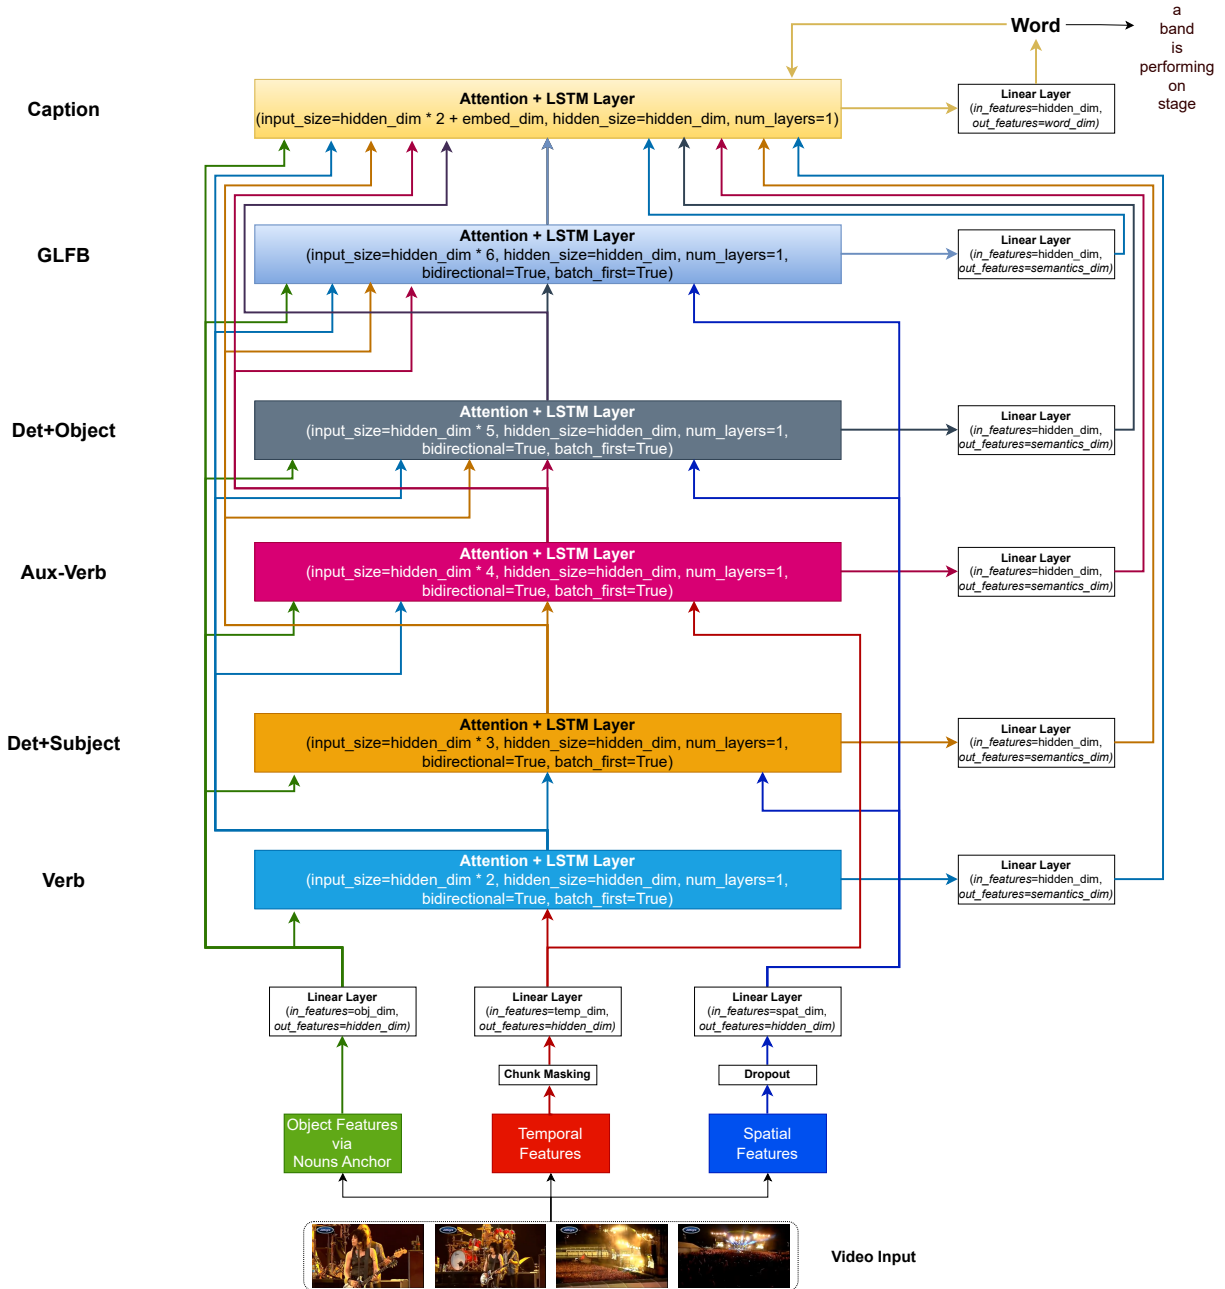 Word
a
band
is
performing
on
stage
Caption
Attention + LSTM Layer
(input_size=hidden_dim * 2 + embed_dim, hidden_size=hidden_dim, num_layers=1)
Linear Layer
(in_features=hidden_dim,
out_features=word_dim)
GLFB
Attention + LSTM Layer
(input_size=hidden_dim * 6, hidden_size=hidden_dim, num_layers=1,
bidirectional=True, batch_first=True)
Linear Layer
(in_features=hidden_dim,
out_features=semantics_dim)
Det+Object
Attention + LSTM Layer
(input_size=hidden_dim * 5, hidden_size=hidden_dim, num_layers=1,
bidirectional=True, batch_first=True)
Linear Layer
(in_features=hidden_dim,
out_features=semantics_dim)
Aux-Verb
Attention + LSTM Layer
(input_size=hidden_dim * 4, hidden_size=hidden_dim, num_layers=1,
bidirectional=True, batch_first=True)
Linear Layer
(in_features=hidden_dim,
out_features=semantics_dim)
Det+Subject
Attention + LSTM Layer
(input_size=hidden_dim * 3, hidden_size=hidden_dim, num_layers=1,
bidirectional=True, batch_first=True)
Linear Layer
(in_features=hidden_dim,
out_features=semantics_dim)
Verb
Attention + LSTM Layer
(input_size=hidden_dim * 2, hidden_size=hidden_dim, num_layers=1,
bidirectional=True, batch_first=True)
Linear Layer
(in_features=hidden_dim,
out_features=semantics_dim)
Linear Layer
(in_features=obj_dim,
out_features=hidden_dim)
Linear Layer
(in_features=temp_dim,
out_features=hidden_dim)
Linear Layer
(in_features=spat_dim,
out_features=hidden_dim)
Chunk Masking
Dropout
Object Features
via
Nouns Anchor
Temporal
Features
Spatial
Features
Video Input